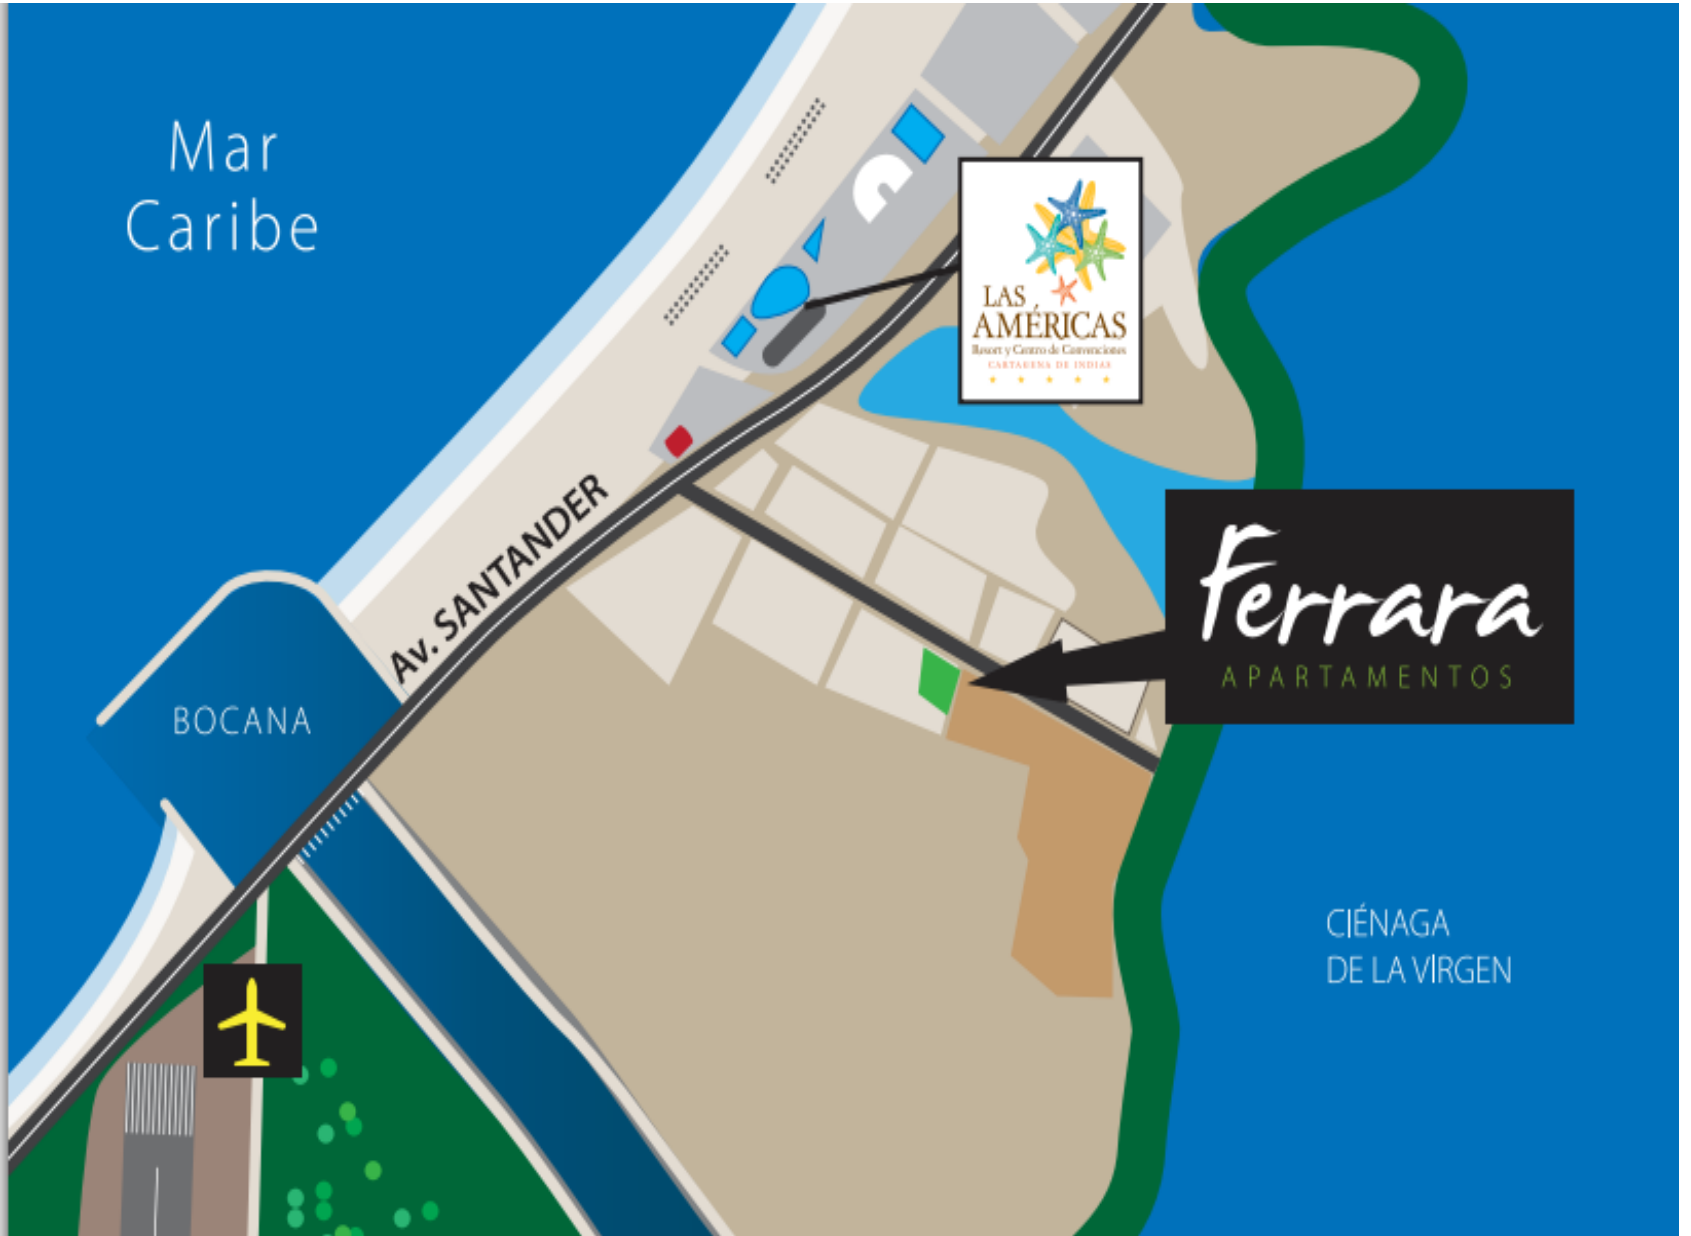 Mar
Caribe
LAS
AMÉRICAS
Resort y Centro de Convenciones
CARTAGENA DE INDIAS
Av. SANTANDER
Ferrara
APARTAMENTOS
BOCANA
CIÉNAGA
DE LA VIRGEN